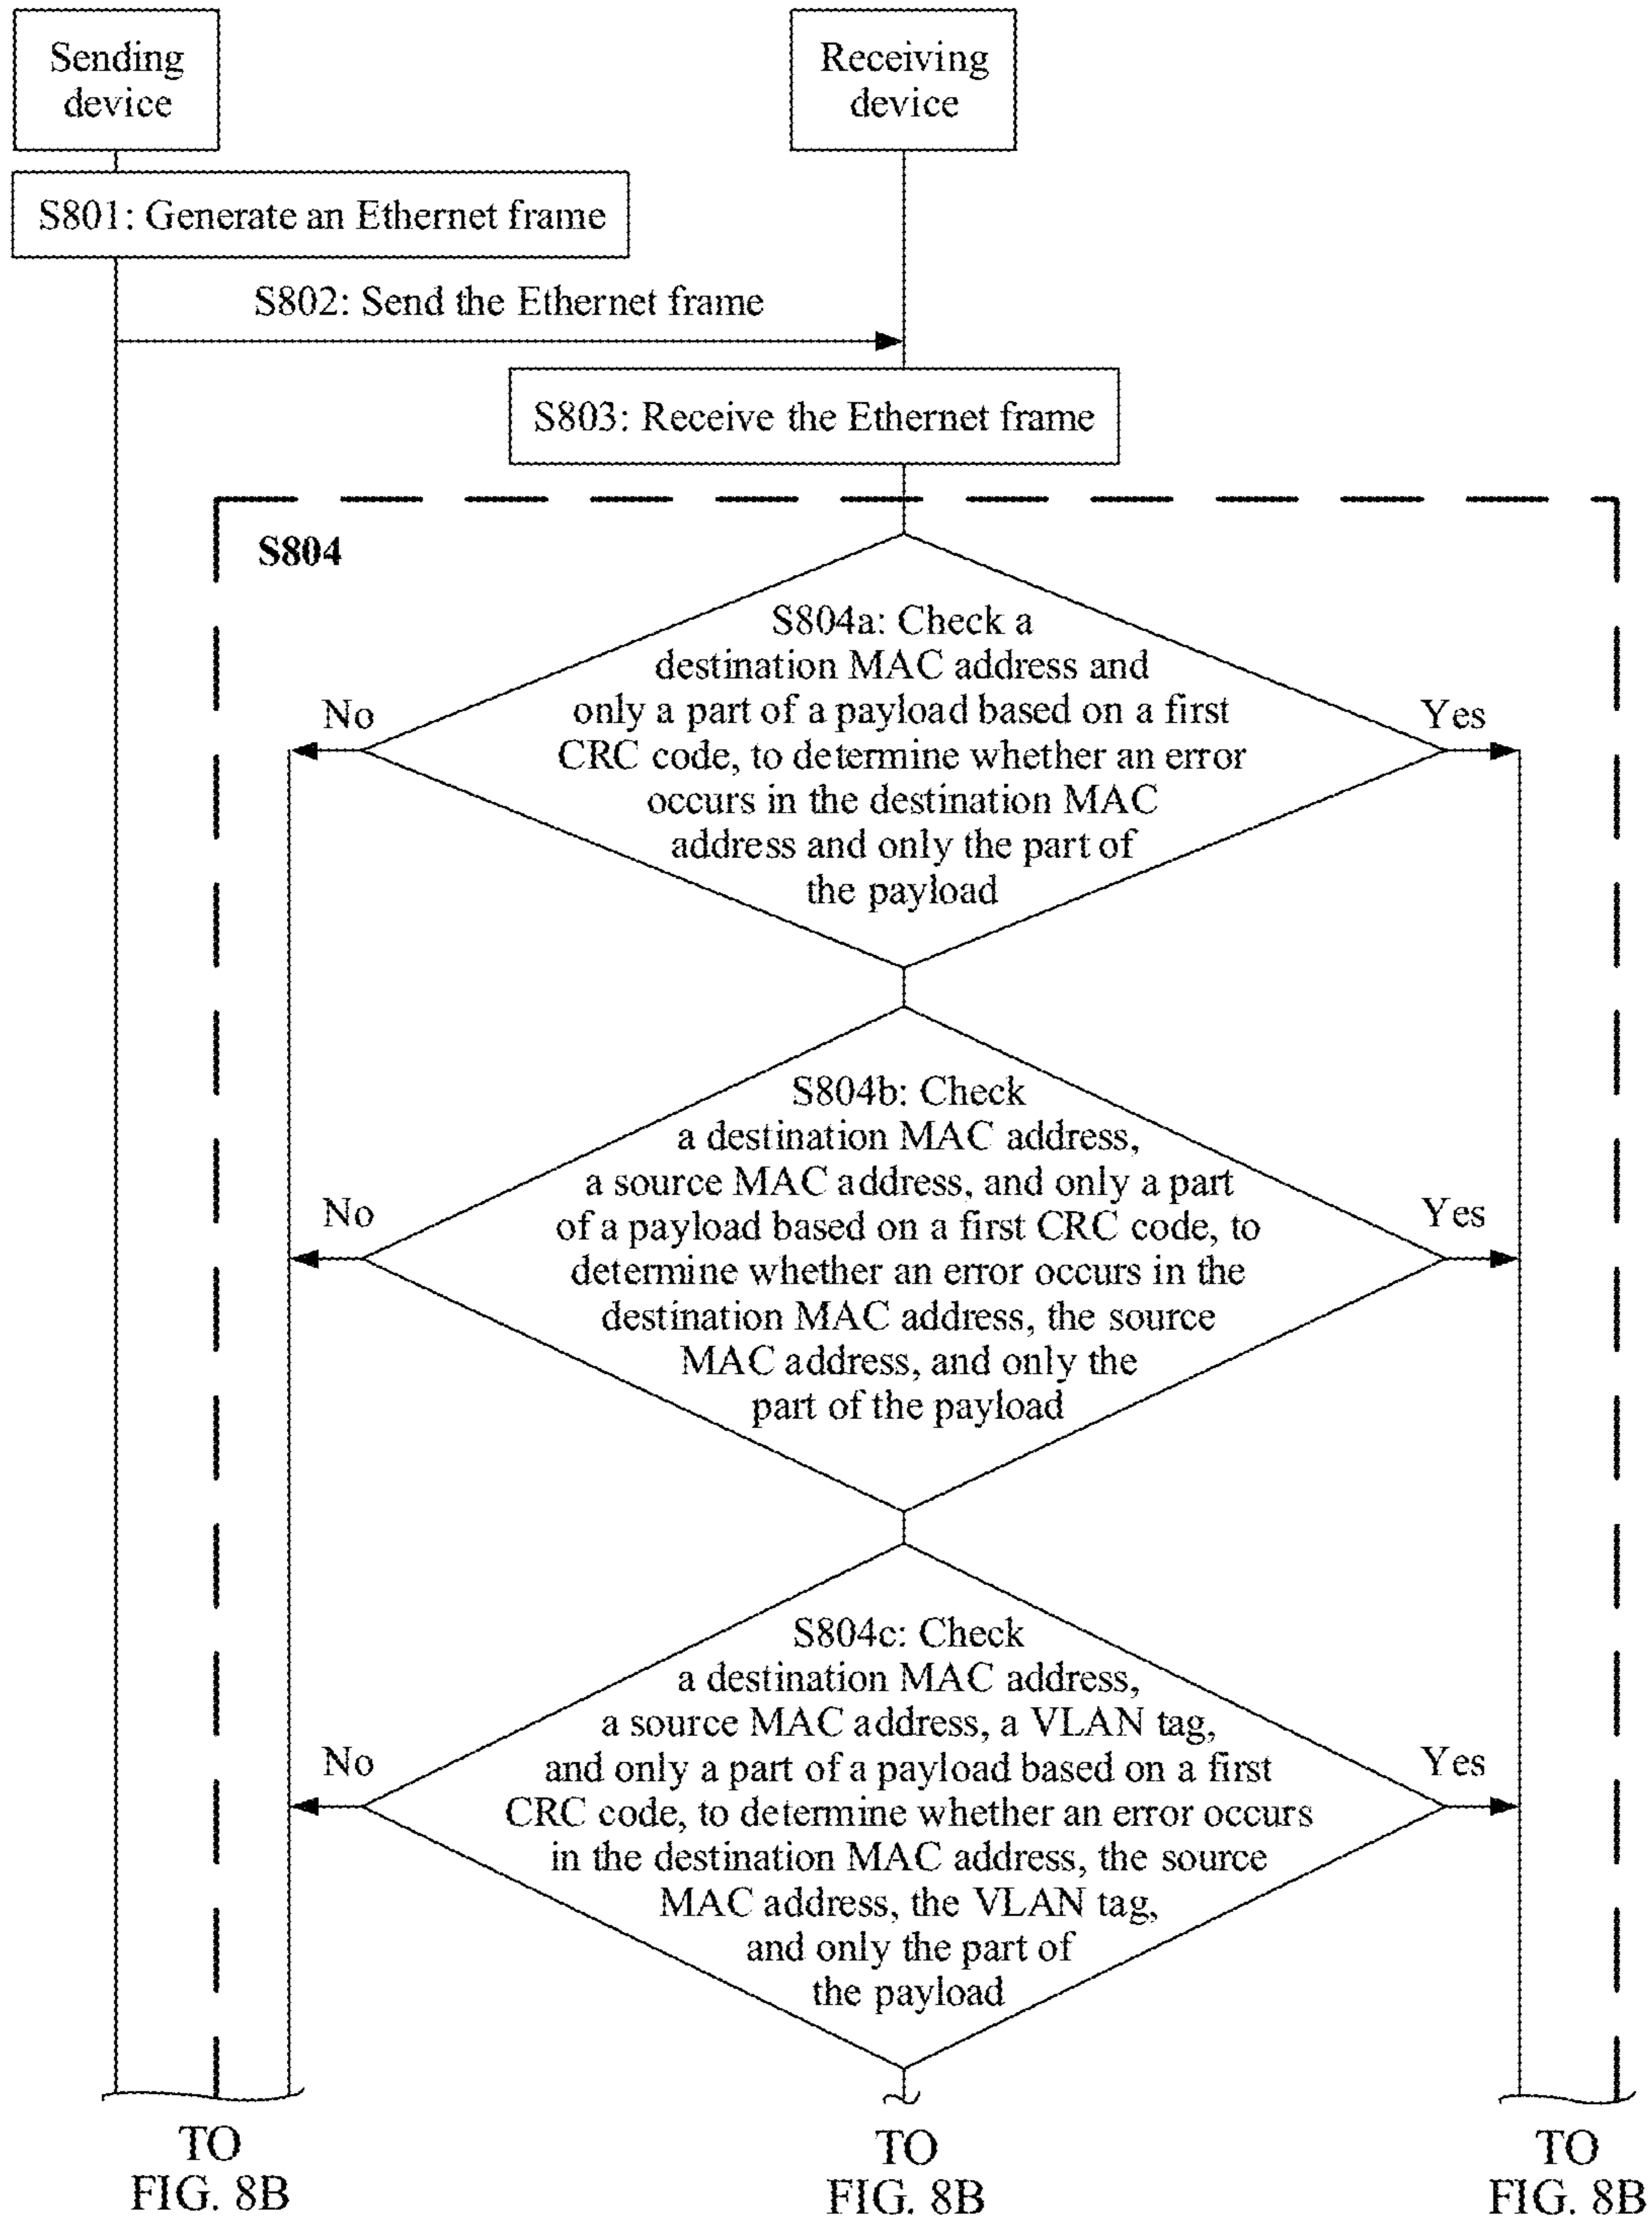 Sending
device
Receiving
device
S801: Generate an Ethernet frame
S802: Send the Ethernet frame
S803: Receive the Ethernet frame
S804
S804a: Check a
destination MAC address and
only a part of a payload based on a first
CRC code, to determine whether an error
occurs in the destination MAC
address and only the part of
the payload
No
Yes
S804b: Check
a destination MAC address,
a source MAC address, and only a part
of a payload based on a first CRC code, to
determine whether an error occurs in the
destination MAC address, the source
MAC address, and only the
part of the payload
No
Yes
S804c: Check
a destination MAC address,
a source MAC address, a VLAN tag,
and only a part of a payload based on a first
CRC code, to determine whether an error occurs
in the destination MAC address, the source
MAC address, the VLAN tag,
and only the part of
the payload
No
Yes
TO
FIG. 8B
TO
FIG. 8B
TO
FIG. 8B